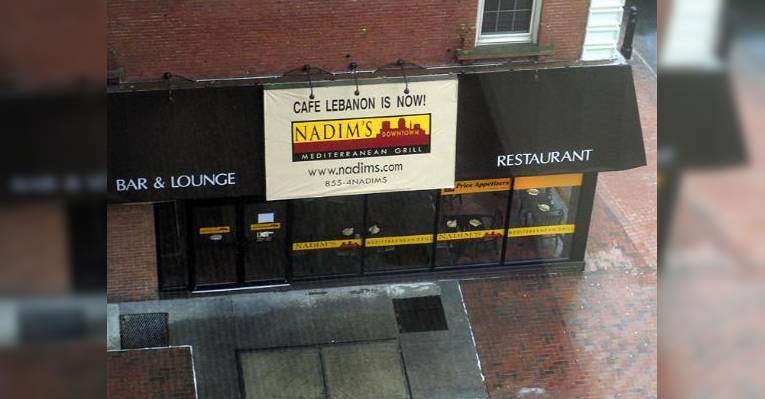 CAFE LEBANON IS NOW!
NADIM'S DOWNTOWN
MEDITERRANEAN GRILL
www.nadims.com
855-4NADIMS
BAR & LOUNGE
RESTAURANT
Price Appetizers
NADIM'S
MEDITERRANEAN GRILL
NADIM'S
MEDITERRANEAN GRILL